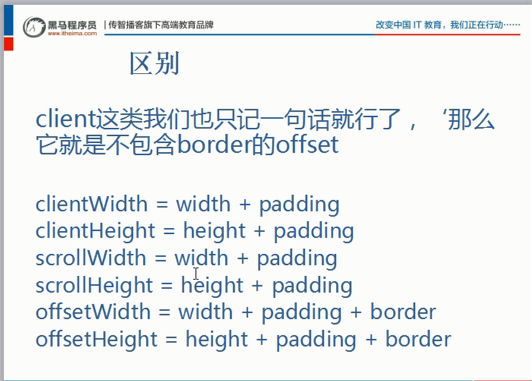 黑马程序员
www.itheima.com
传智播客旗下高端教育品牌
改变中国 IT 教育，我们正在行动……
区别
client这类我们也只记一句话就行了，‘那么
它就是不包含border的offset
clientWidth = width + padding
clientHeight = height + padding
scrollWidth = width + padding
scrollHeight = height + padding
offsetWidth = width + padding + border
offsetHeight = height + padding + border